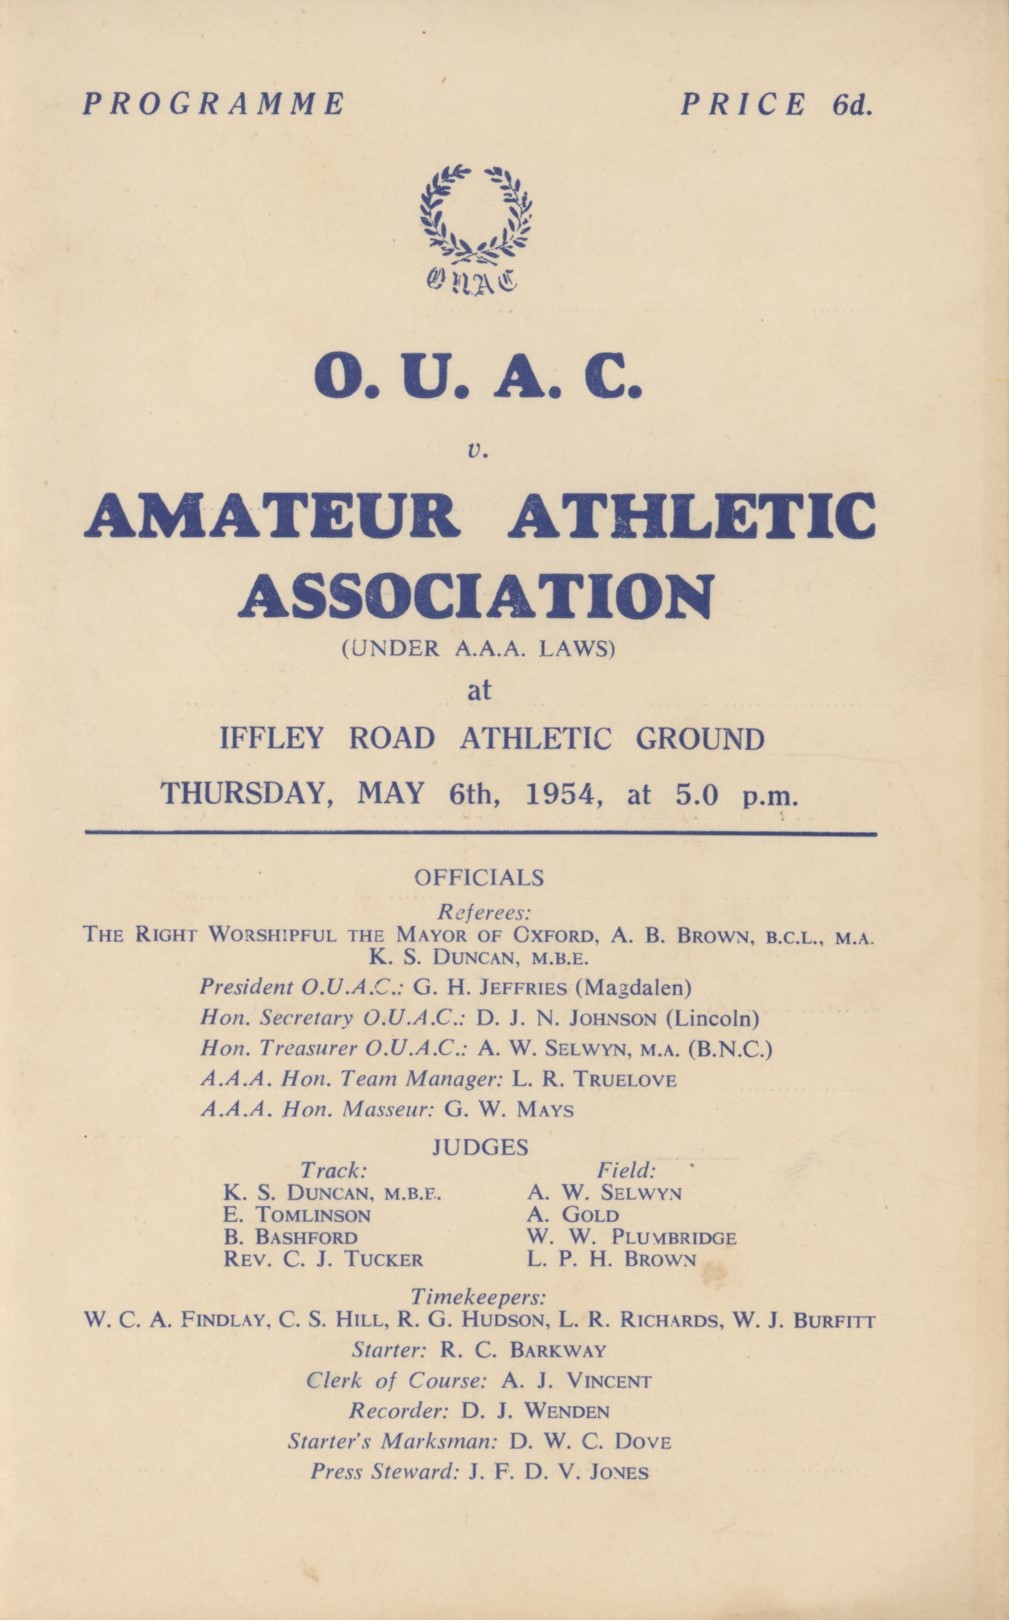 PROGRAMME PRICE 6d.
OUAC
O. U. A. C.
v.
AMATEUR ATHLETIC
ASSOCIATION
(UNDER A.A.A. LAWS)
at
IFFLEY ROAD ATHLETIC GROUND
THURSDAY, MAY 6th, 1954, at 5.0 p.m.
OFFICIALS
Referees:
THE RIGHT WORSHIPFUL THE MAYOR OF OXFORD, A. B. BROWN, B.C.L., M.A.
K. S. DUNCAN, M.B.E.
President O.U.A.C.: G. H. JEFFRIES (Magdalen)
Hon. Secretary O.U.A.C.: D. J. N. JOHNSON (Lincoln)
Hon. Treasurer O.U.A.C.: A. W. SELWYN, M.A. (B.N.C.)
A.A.A. Hon. Team Manager: L. R. TRUELOVE
A.A.A. Hon. Masseur: G. W. MAYS
JUDGES
Track: Field:
K. S. DUNCAN, M.B.E. A. W. SELWYN
E. TOMLINSON A. GOLD
B. BASHFORD W. W. PLUMBRIDGE
REV. C. J. TUCKER L. P. H. BROWN
Timekeepers:
W. C. A. FINDLAY, C. S. HILL, R. G. HUDSON, L. R. RICHARDS, W. J. BURFITT
Starter: R. C. BARKWAY
Clerk of Course: A. J. VINCENT
Recorder: D. J. WENDEN
Starter's Marksman: D. W. C. DOVE
Press Steward: J. F. D. V. JONES